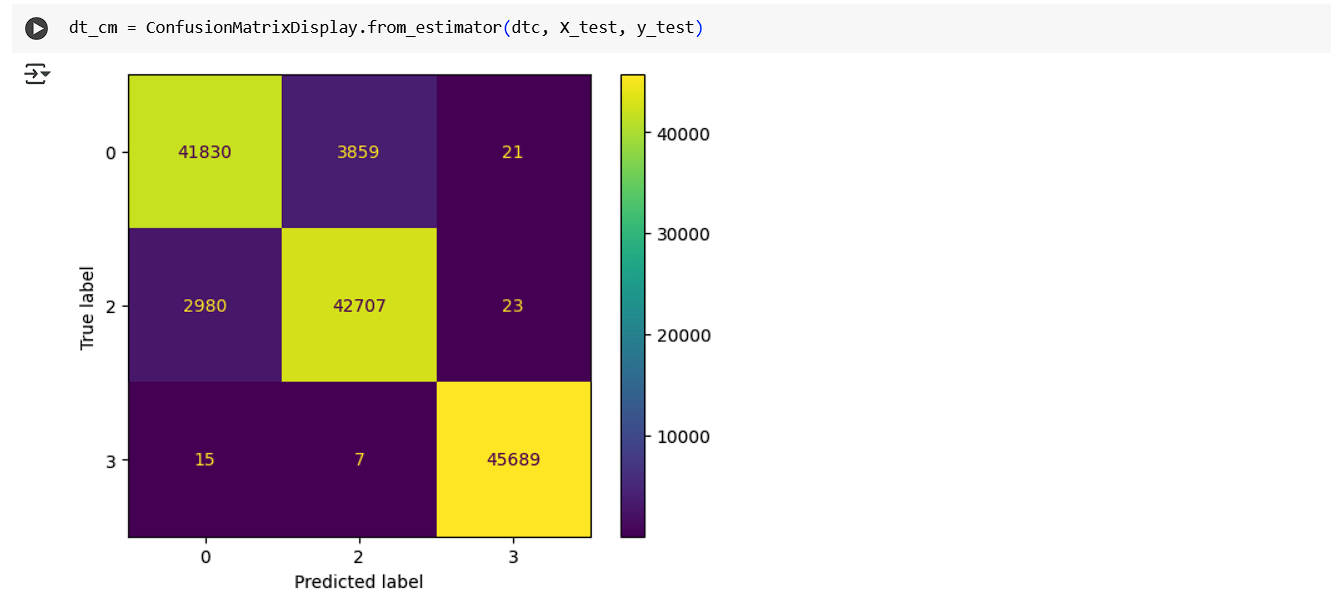 dt_cm = ConfusionMatrixDisplay.from_estimator(dtc, X_test, y_test)
0 41830 3859 21
2 2980 42707 23
3 15 7 45689
0 2 3
True label
Predicted label
40000
30000
20000
10000